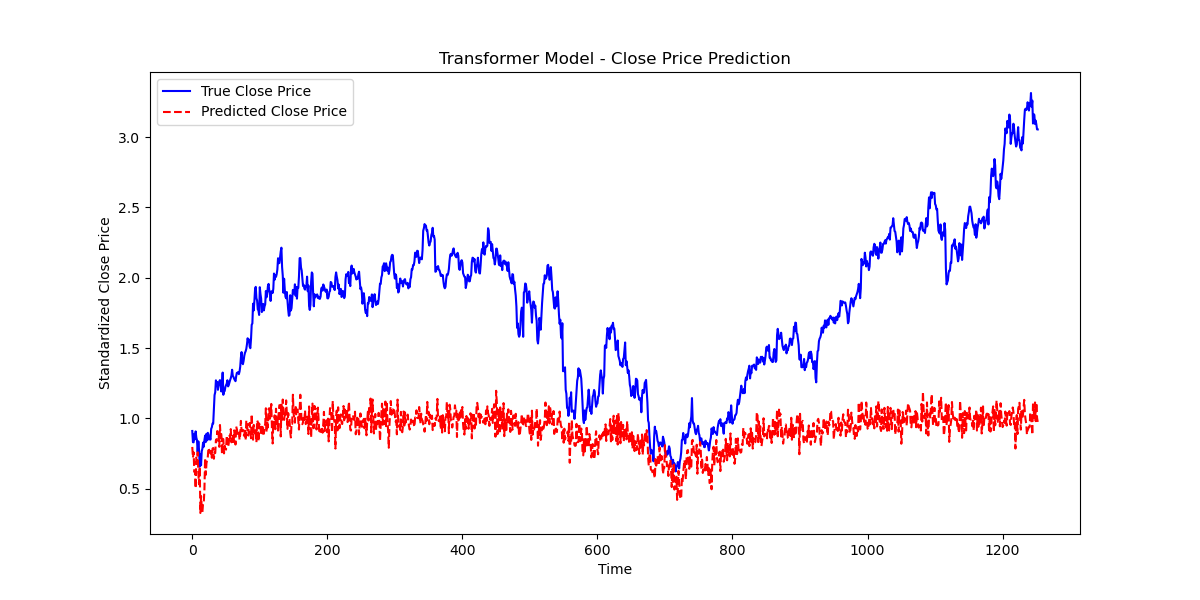 Transformer Model - Close Price Prediction
True Close Price
Predicted Close Price
Standardized Close Price
3.0
2.5
2.0
1.5
1.0
0.5
0 200 400 600 800 1000 1200
Time